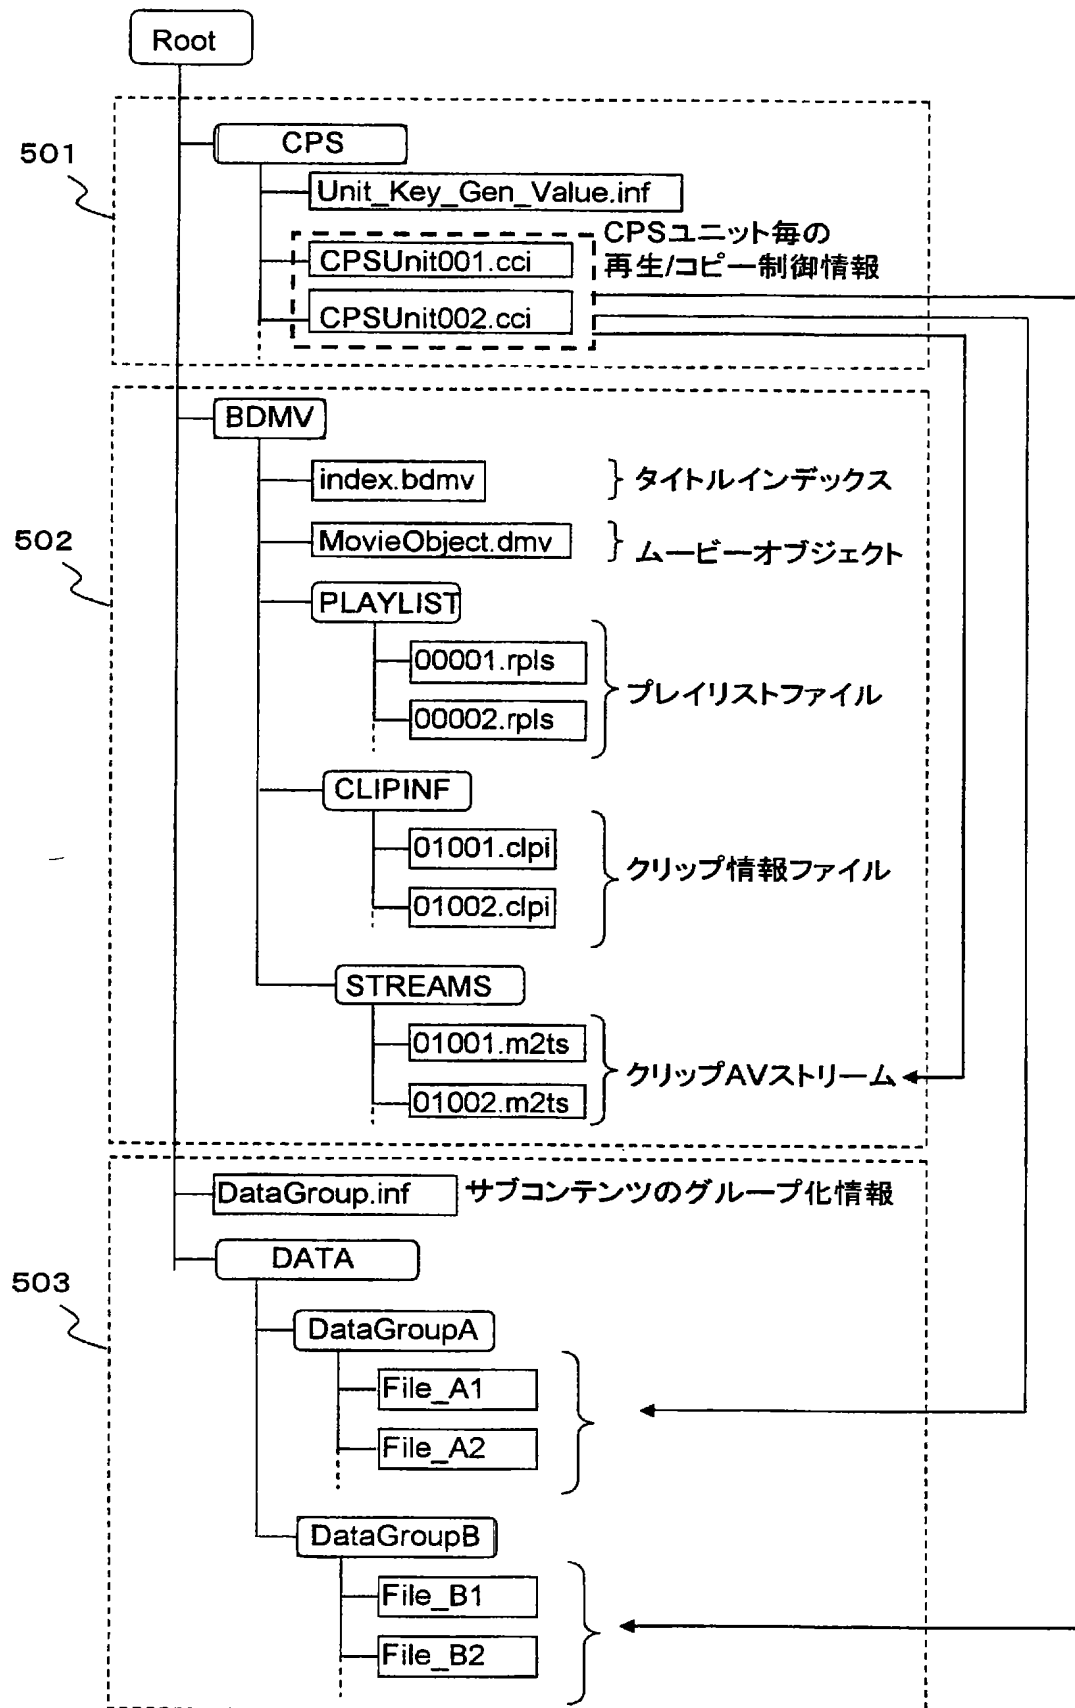 Root
501
CPS
Unit_Key_Gen_Value.inf
CPSUnit001.cci
CPSUnit002.cci
CPSユニット毎の
再生/コピー制御情報
502
BDMV
index.bdmv
タイトルインデックス
MovieObject.dmv
ムービーオブジェクト
PLAYLIST
00001.rpls
00002.rpls
プレイリストファイル
CLIPINF
01001.clpi
01002.clpi
クリップ情報ファイル
STREAMS
01001.m2ts
01002.m2ts
クリップAVストリーム
503
DataGroup.inf
サブコンテンツのグループ化情報
DATA
DataGroupA
File_A1
File_A2
DataGroupB
File_B1
File_B2